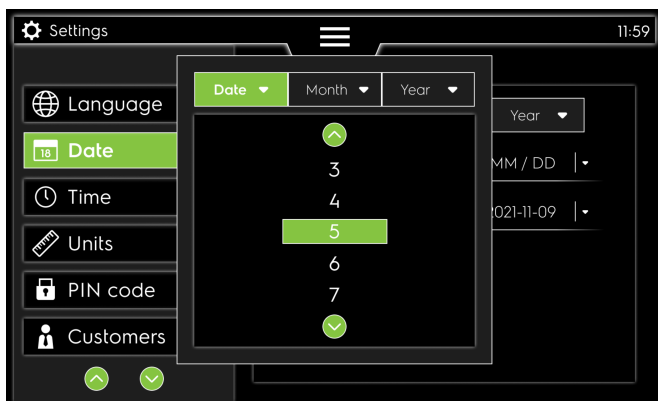 Settings
11:59
Language
18 Date
Time
Units
PIN code
Customers
Date Month Year
3
4
5
6
7
Year
MM / DD
2021-11-09